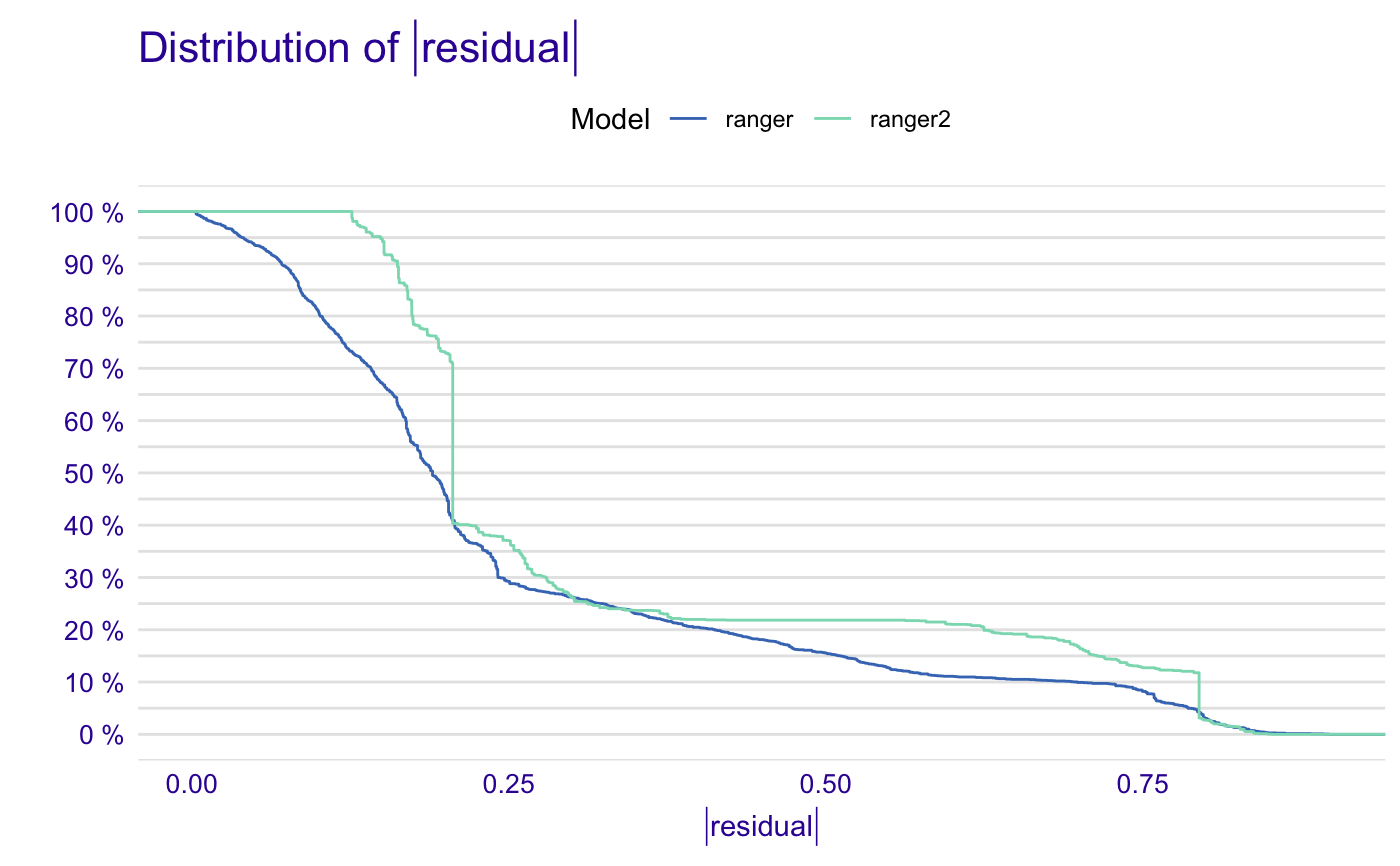 Distribution of |residual|
Model ranger ranger2
100 %
90 %
80 %
70 %
60 %
50 %
40 %
30 %
20 %
10 %
0 %
0.00 0.25 0.50 0.75
|residual|